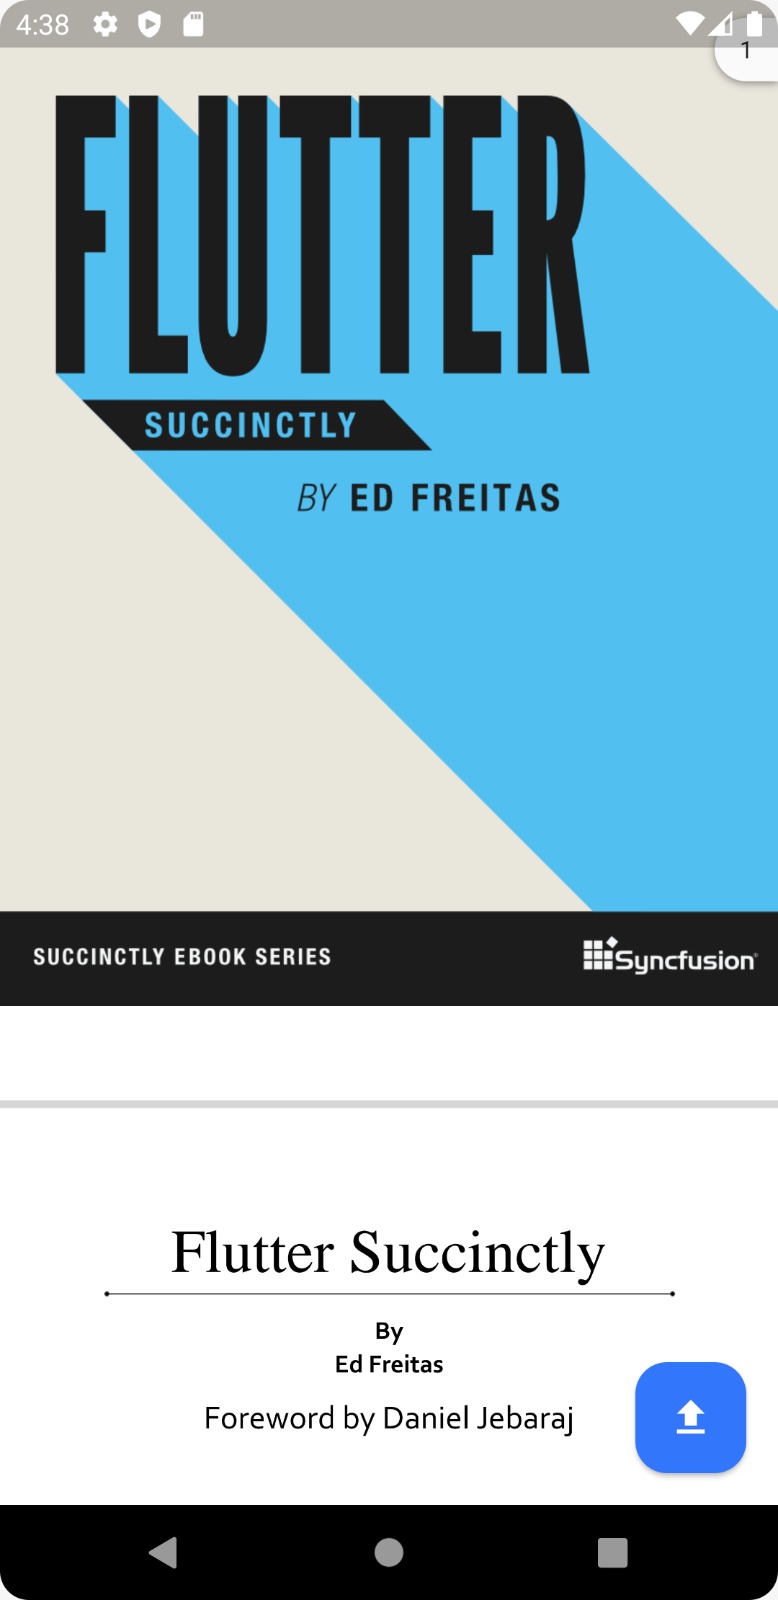 4:38
1
FLUTTER
SUCCINCTLY
BY ED FREITAS
SUCCINCTLY EBOOK SERIES
Syncfusion
Flutter Succinctly
By
Ed Freitas
Foreword by Daniel Jebaraj